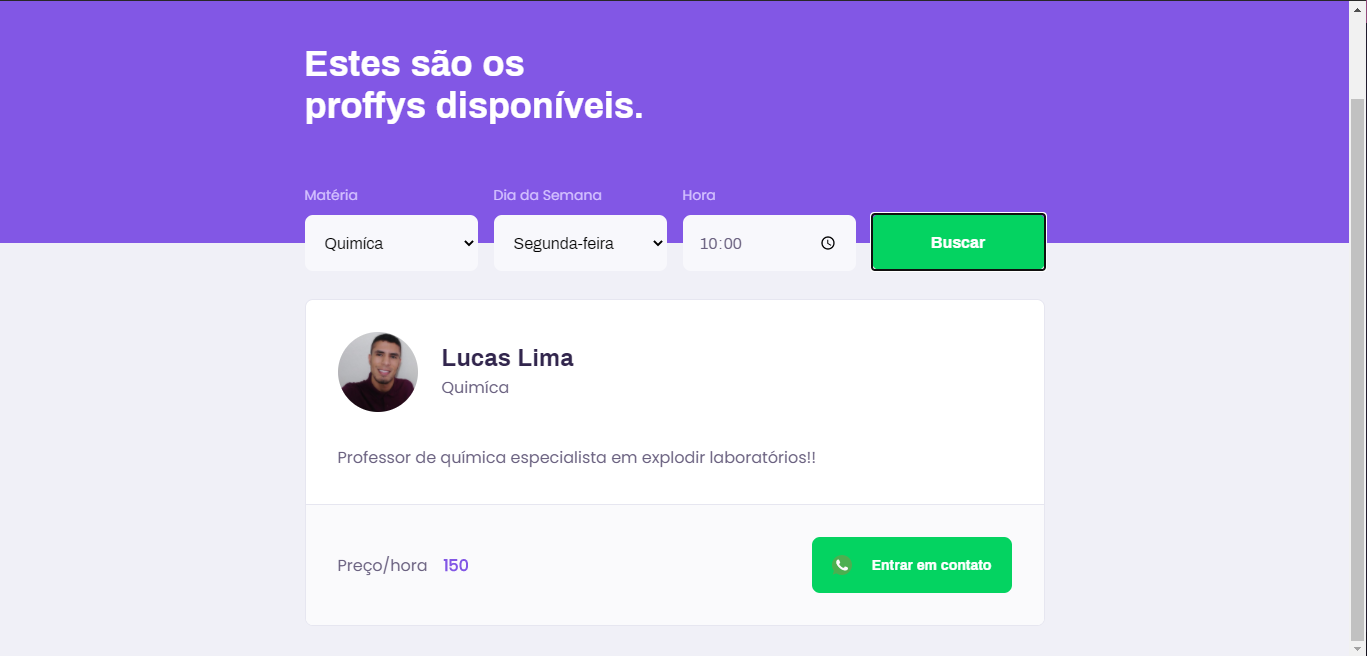 Estes são os
proffys disponíveis.
Matéria Dia da Semana Hora
Quimíca Segunda-feira 10:00 Buscar
Lucas Lima
Quimíca
Professor de química especialista em explodir laboratórios!!
Preço/hora 150 Entrar em contato